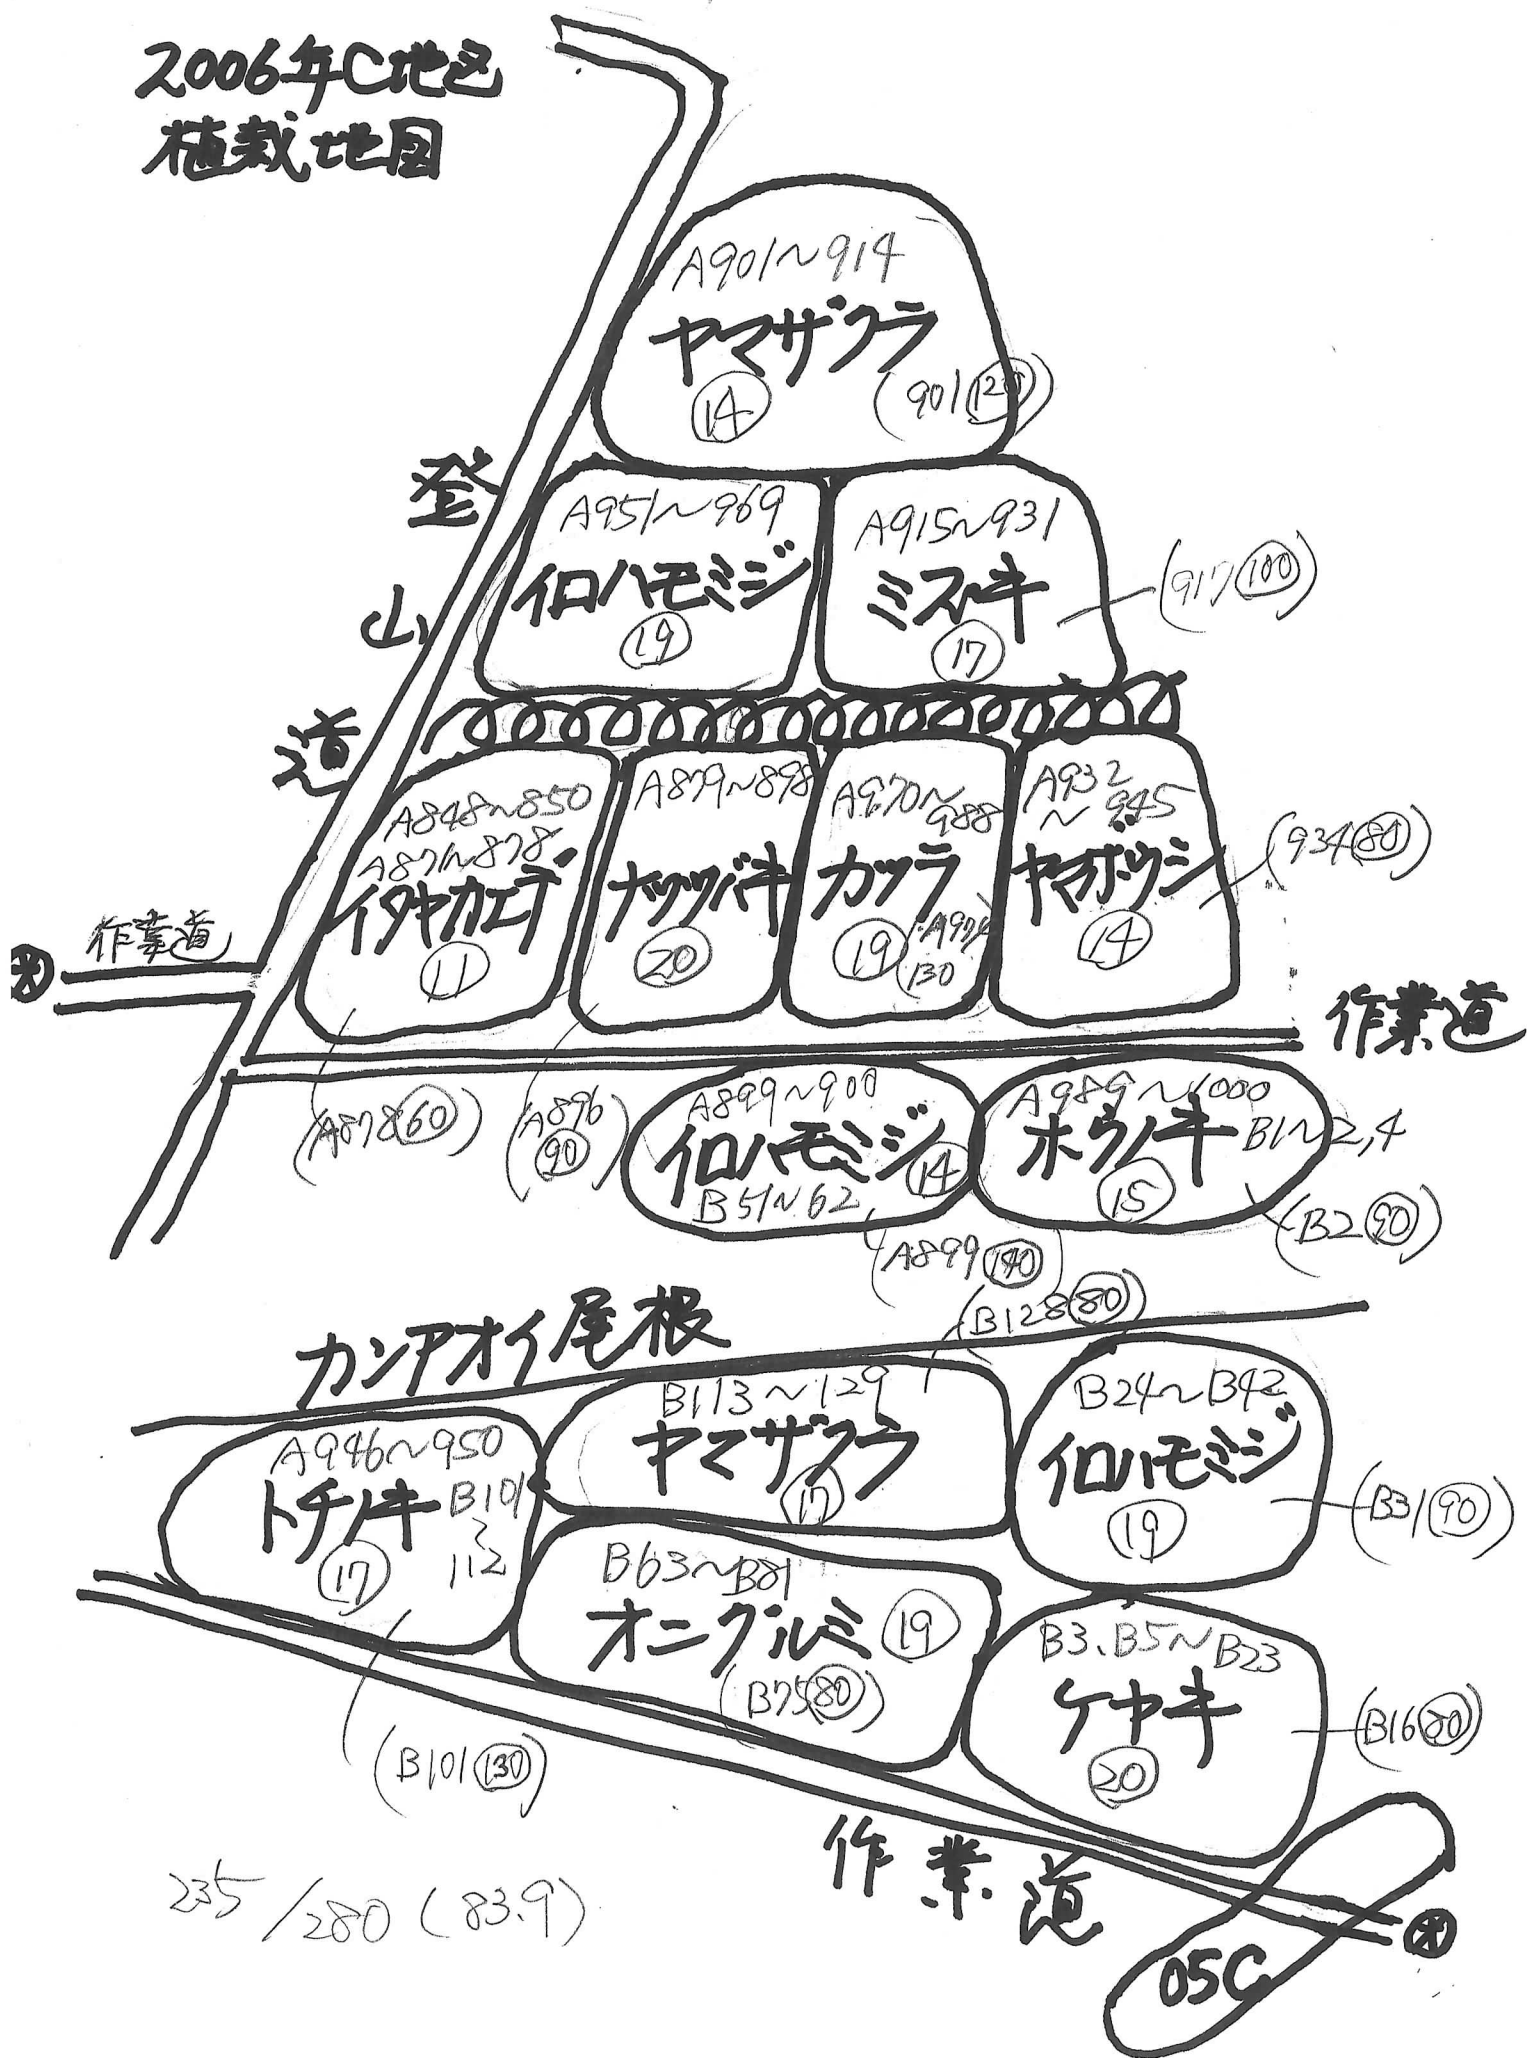 2006年C地区
植栽地図
A901〜914
ヤマザクラ
⑭
(901
登山道
A951〜969
イロハモミジ
⑲
A915〜931
ミズキ
⑰
(917(100))
A848〜850
A871〜878
イタヤカエデ
⑪
A879〜898
ナツツバキ
⑳
A970〜
988
カツラ
⑲
130
A932
〜945
ヤマボウシ
⑭
(934(80))
作業道
作業道
(A878(60))
(A896
(90))
A899〜900
イロハモミジ
⑭
B51〜62
(A899(140))
A989〜1000
ホウノキ
B1〜2,4
⑮
(B2(90))
カンアオイ尾根
(B128(80))
A946〜950
トチノキ
B101
〜
112
⑰
(B101(130))
B113〜129
ヤマザクラ
⑰
B24〜B42
イロハモミジ
⑲
(B31(90))
B63〜B81
オニグルミ
⑲
(B75(80))
B3、B5〜B23
ケヤキ
⑳
(B16(80))
作業道
05C
235/280(83.9)